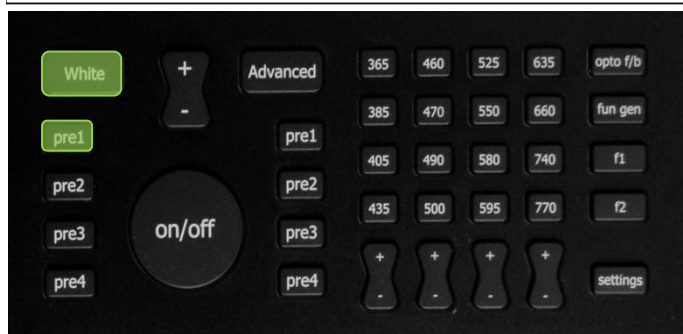 White + Advanced 365 460 525 635 opto f/b
-
385 470 550 660 fun gen
pre1 pre1
405 490 580 740 f1
pre2 pre2
435 500 595 770 f2
on/off
pre3 pre3
+ + + +
pre4 pre4 settings
- - - -